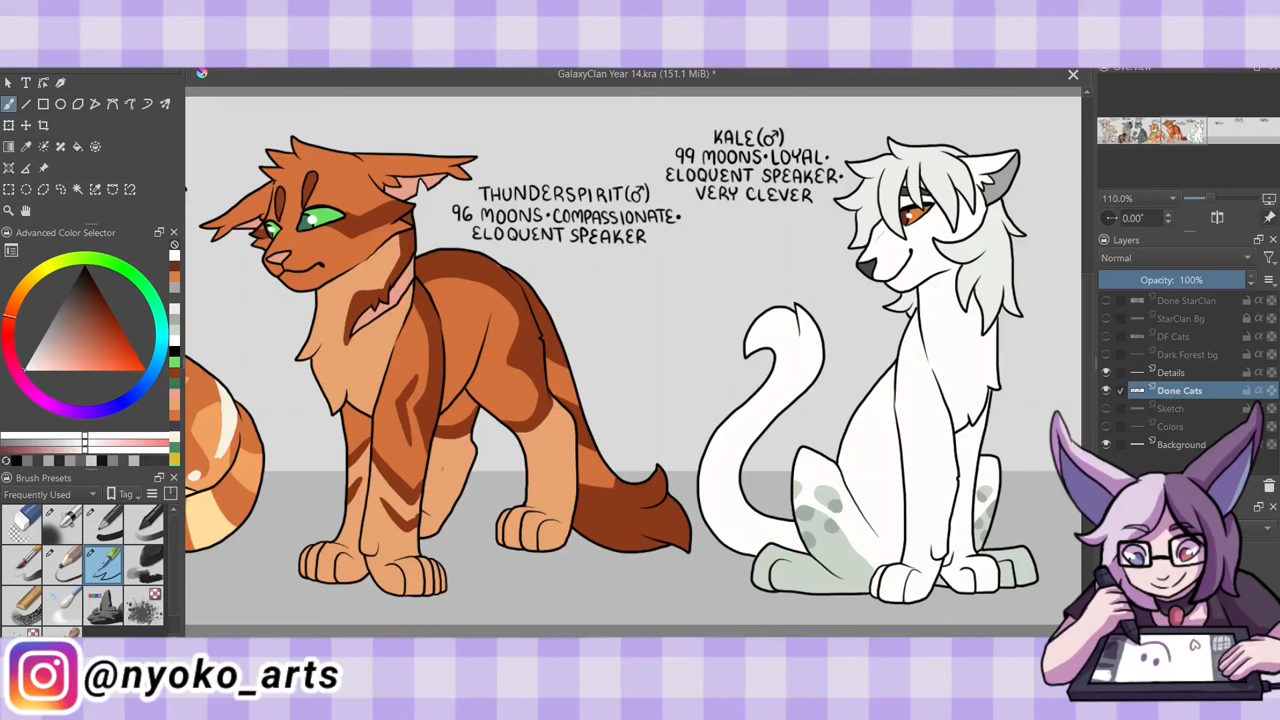 GalaxyClan Year 14.kra (151.1 MiB) *
THUNDERSPIRIT(♂)
96 MOONS•COMPASSIONATE•
ELOQUENT SPEAKER
KALE(♂)
99 MOONS•LOYAL•
ELOQUENT SPEAKER•
VERY CLEVER
Advanced Color Selector
Brush Presets
Frequently Used
Tag
110.0%
0.00°
Layers
Normal
Opacity: 100%
Done StarClan
StarClan Bg
DF Cats
Dark Forest bg
Details
Done Cats
Sketch
Colors
Background
@nyoko_arts